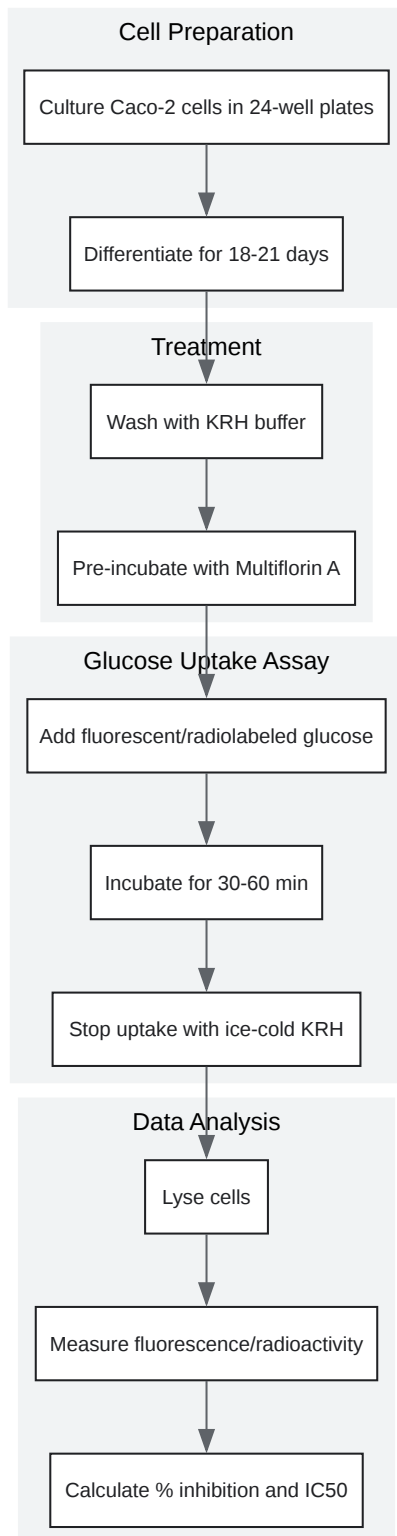 Cell Preparation
Culture Caco-2 cells in 24-well plates
Differentiate for 18-21 days
Treatment
Wash with KRH buffer
Pre-incubate with Multiflorin A
Glucose Uptake Assay
Add fluorescent/radiolabeled glucose
Incubate for 30-60 min
Stop uptake with ice-cold KRH
Data Analysis
Lyse cells
Measure fluorescence/radioactivity
Calculate % inhibition and IC50